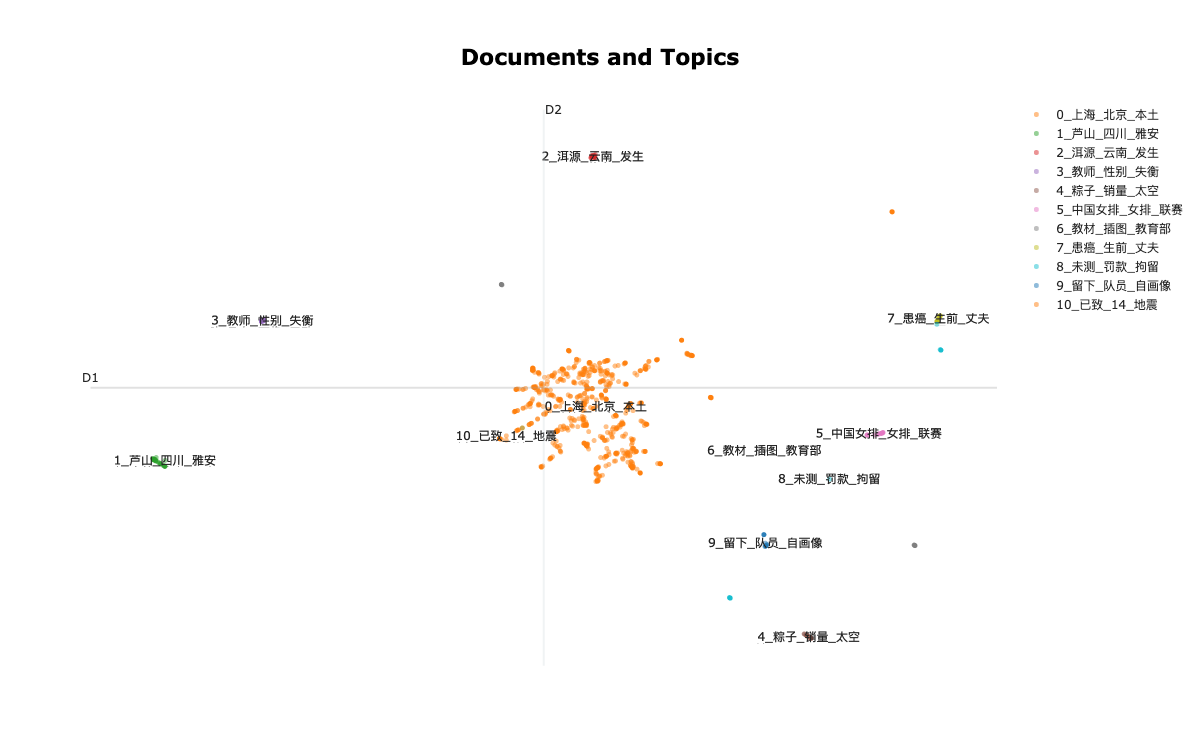 Documents and Topics
D2
D1
2_洱源_云南_发生
3_教师_性别_失衡
7_患癌_生前_丈夫
0_上海_北京_本土
10_已致_14_地震
5_中国女排_女排_联赛
6_教材_插图_教育部
1_芦山_四川_雅安
8_未测_罚款_拘留
9_留下_队员_自画像
4_粽子_销量_太空
0_上海_北京_本土
1_芦山_四川_雅安
2_洱源_云南_发生
3_教师_性别_失衡
4_粽子_销量_太空
5_中国女排_女排_联赛
6_教材_插图_教育部
7_患癌_生前_丈夫
8_未测_罚款_拘留
9_留下_队员_自画像
10_已致_14_地震